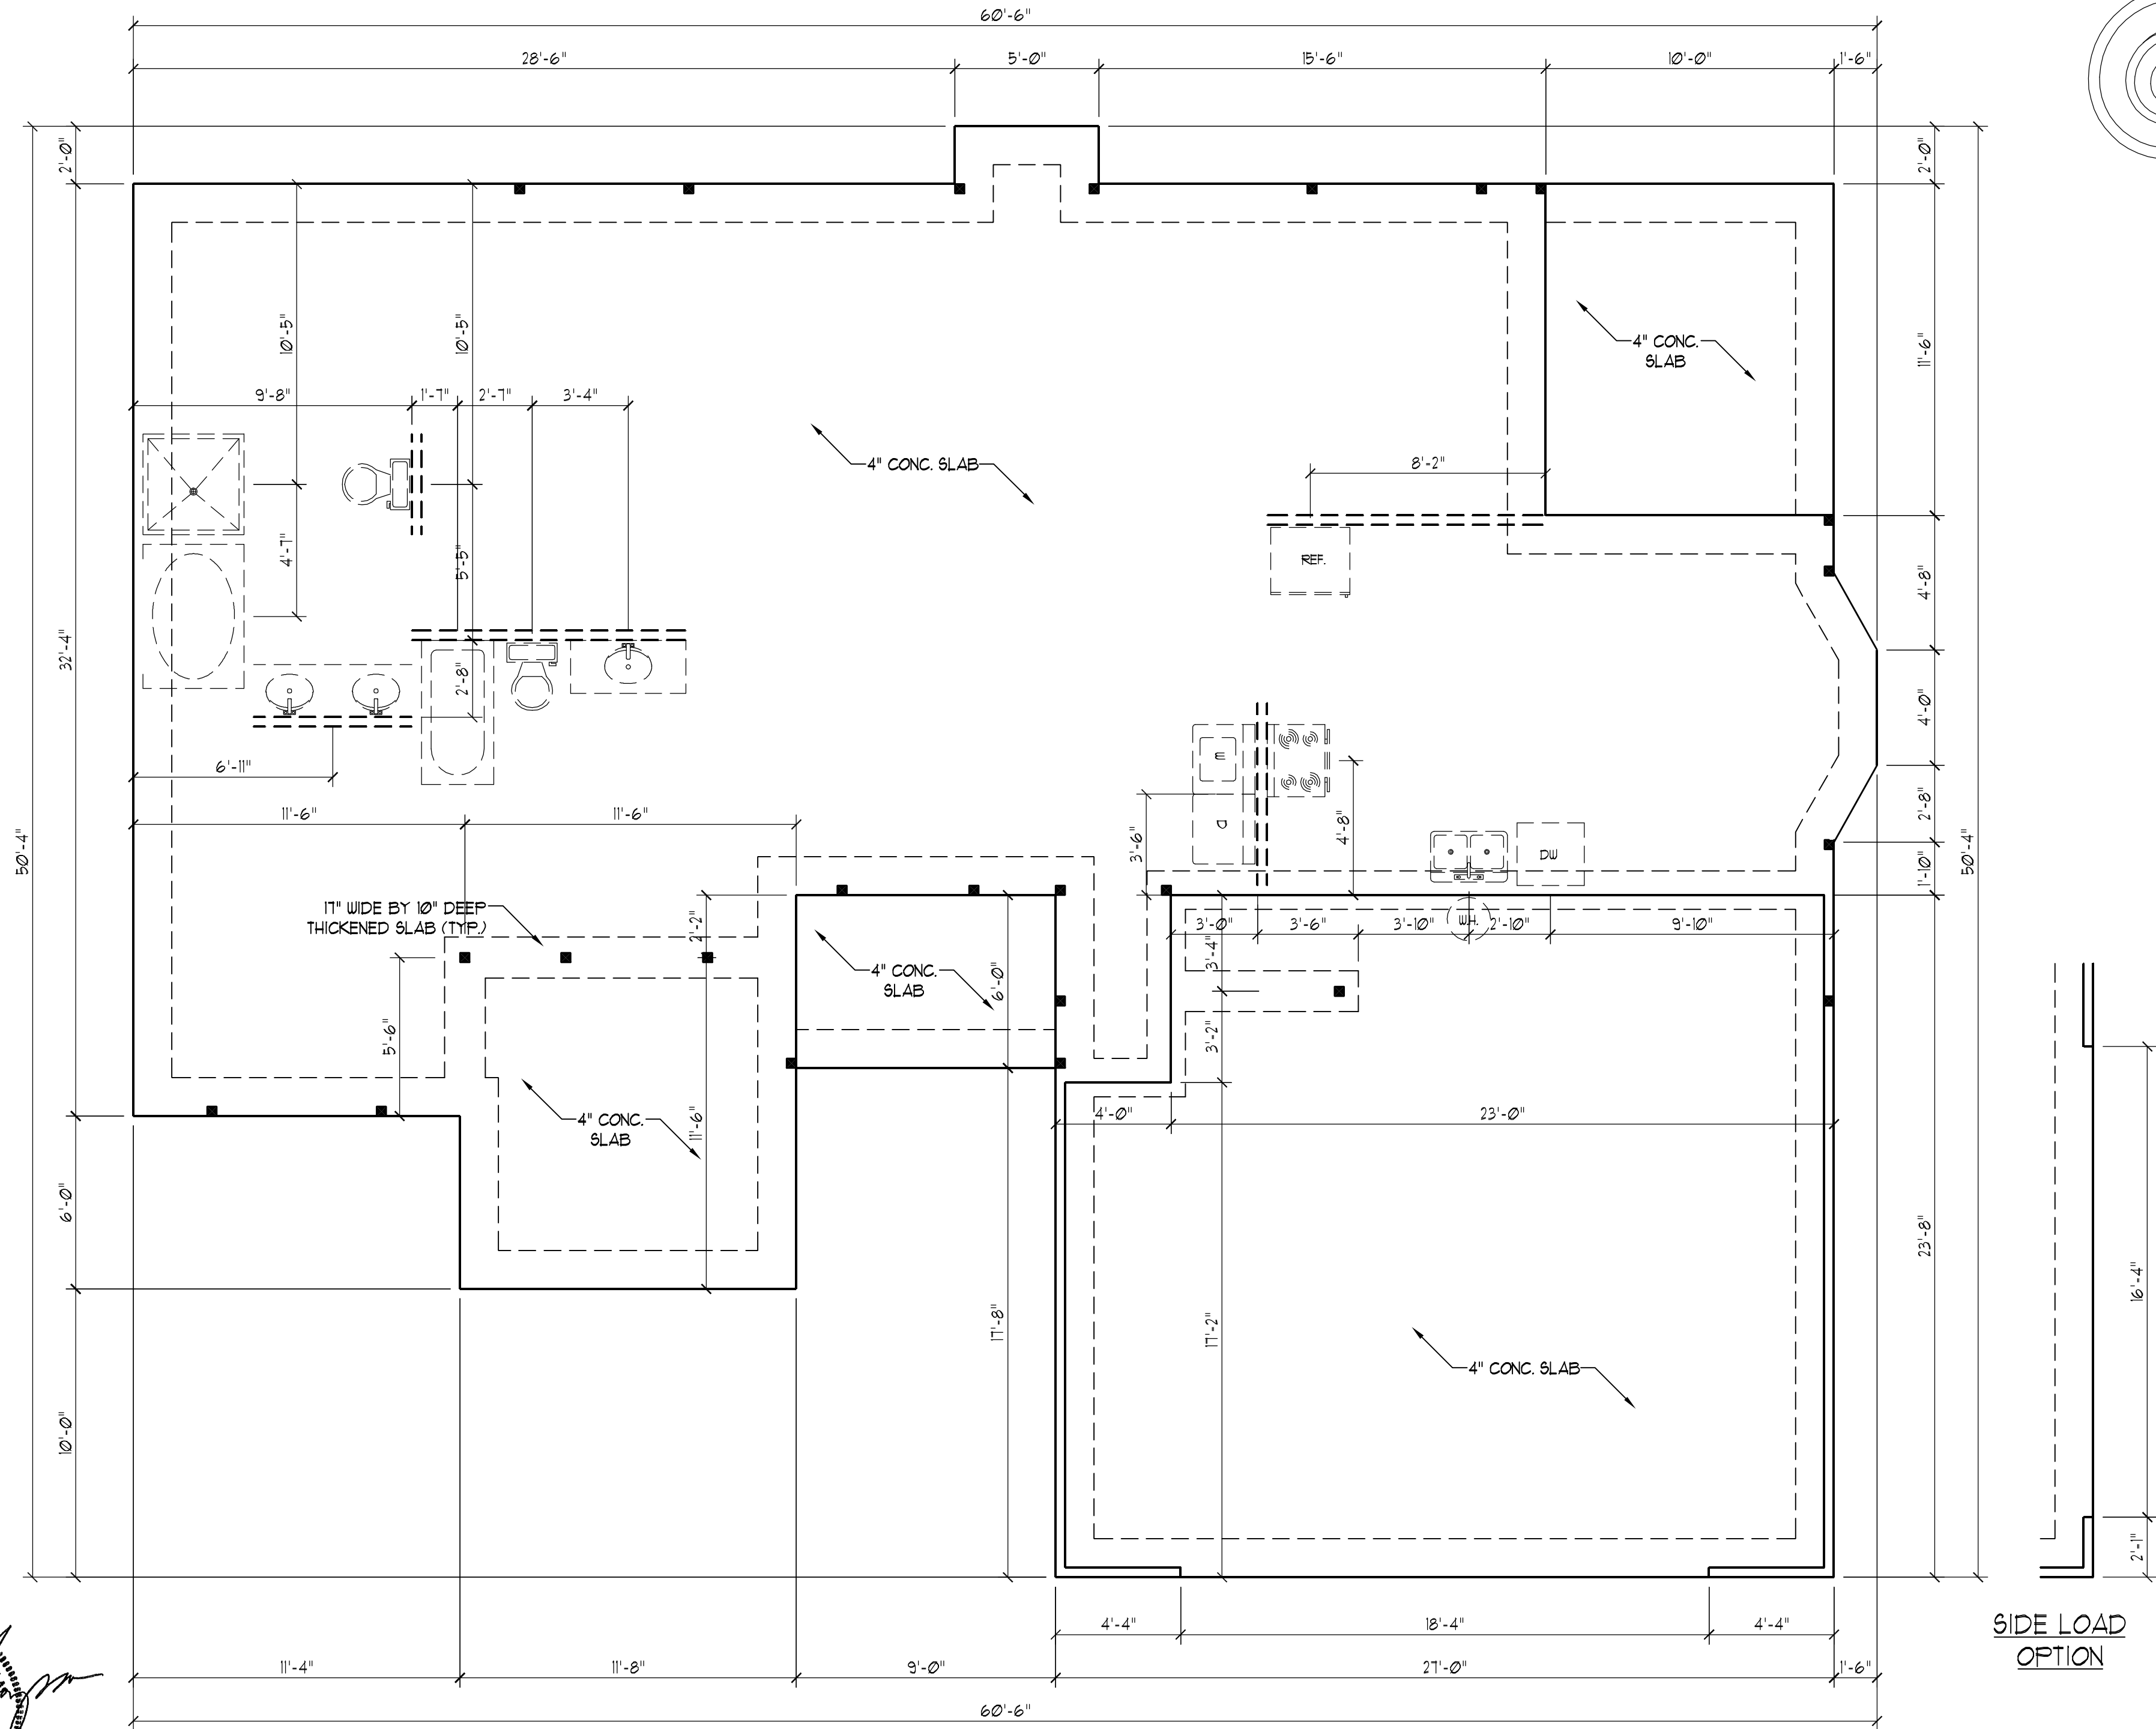 60'-6"
28'-6" 5'-0" 15'-6" 10'-0" 1'-6"
2'-0" 2'-0"
10'-5" 10'-5" 11'-6"
4" CONC.
SLAB
9'-8" 1'-7" 2'-7" 3'-4"
4" CONC. SLAB 8'-2"
4'-7" 5'-5" REF. 4'-8"
32'-4"
2'-8" 4'-0"
6'-11" E
11'-6" 11'-6" D 3'-6" 4'-8" DW 2'-8"
50'-4" 1'-10" 50'-4"
17" WIDE BY 10" DEEP
THICKENED SLAB (TYP.)
2'-2" W.H.
3'-0" 3'-6" 3'-10" 2'-10" 9'-10"
4" CONC.
SLAB
6'-0" 3'-4"
5'-6" 3'-2"
4" CONC.
SLAB
11'-6" 4'-0" 23'-0"
6'-0" 23'-8"
16'-4"
17'-8" 17'-2"
4" CONC. SLAB
10'-0"
2'-1"
4'-4" 18'-4" 4'-4"
SIDE LOAD
OPTION
11'-4" 11'-8" 9'-0" 27'-0" 1'-6"
60'-6"